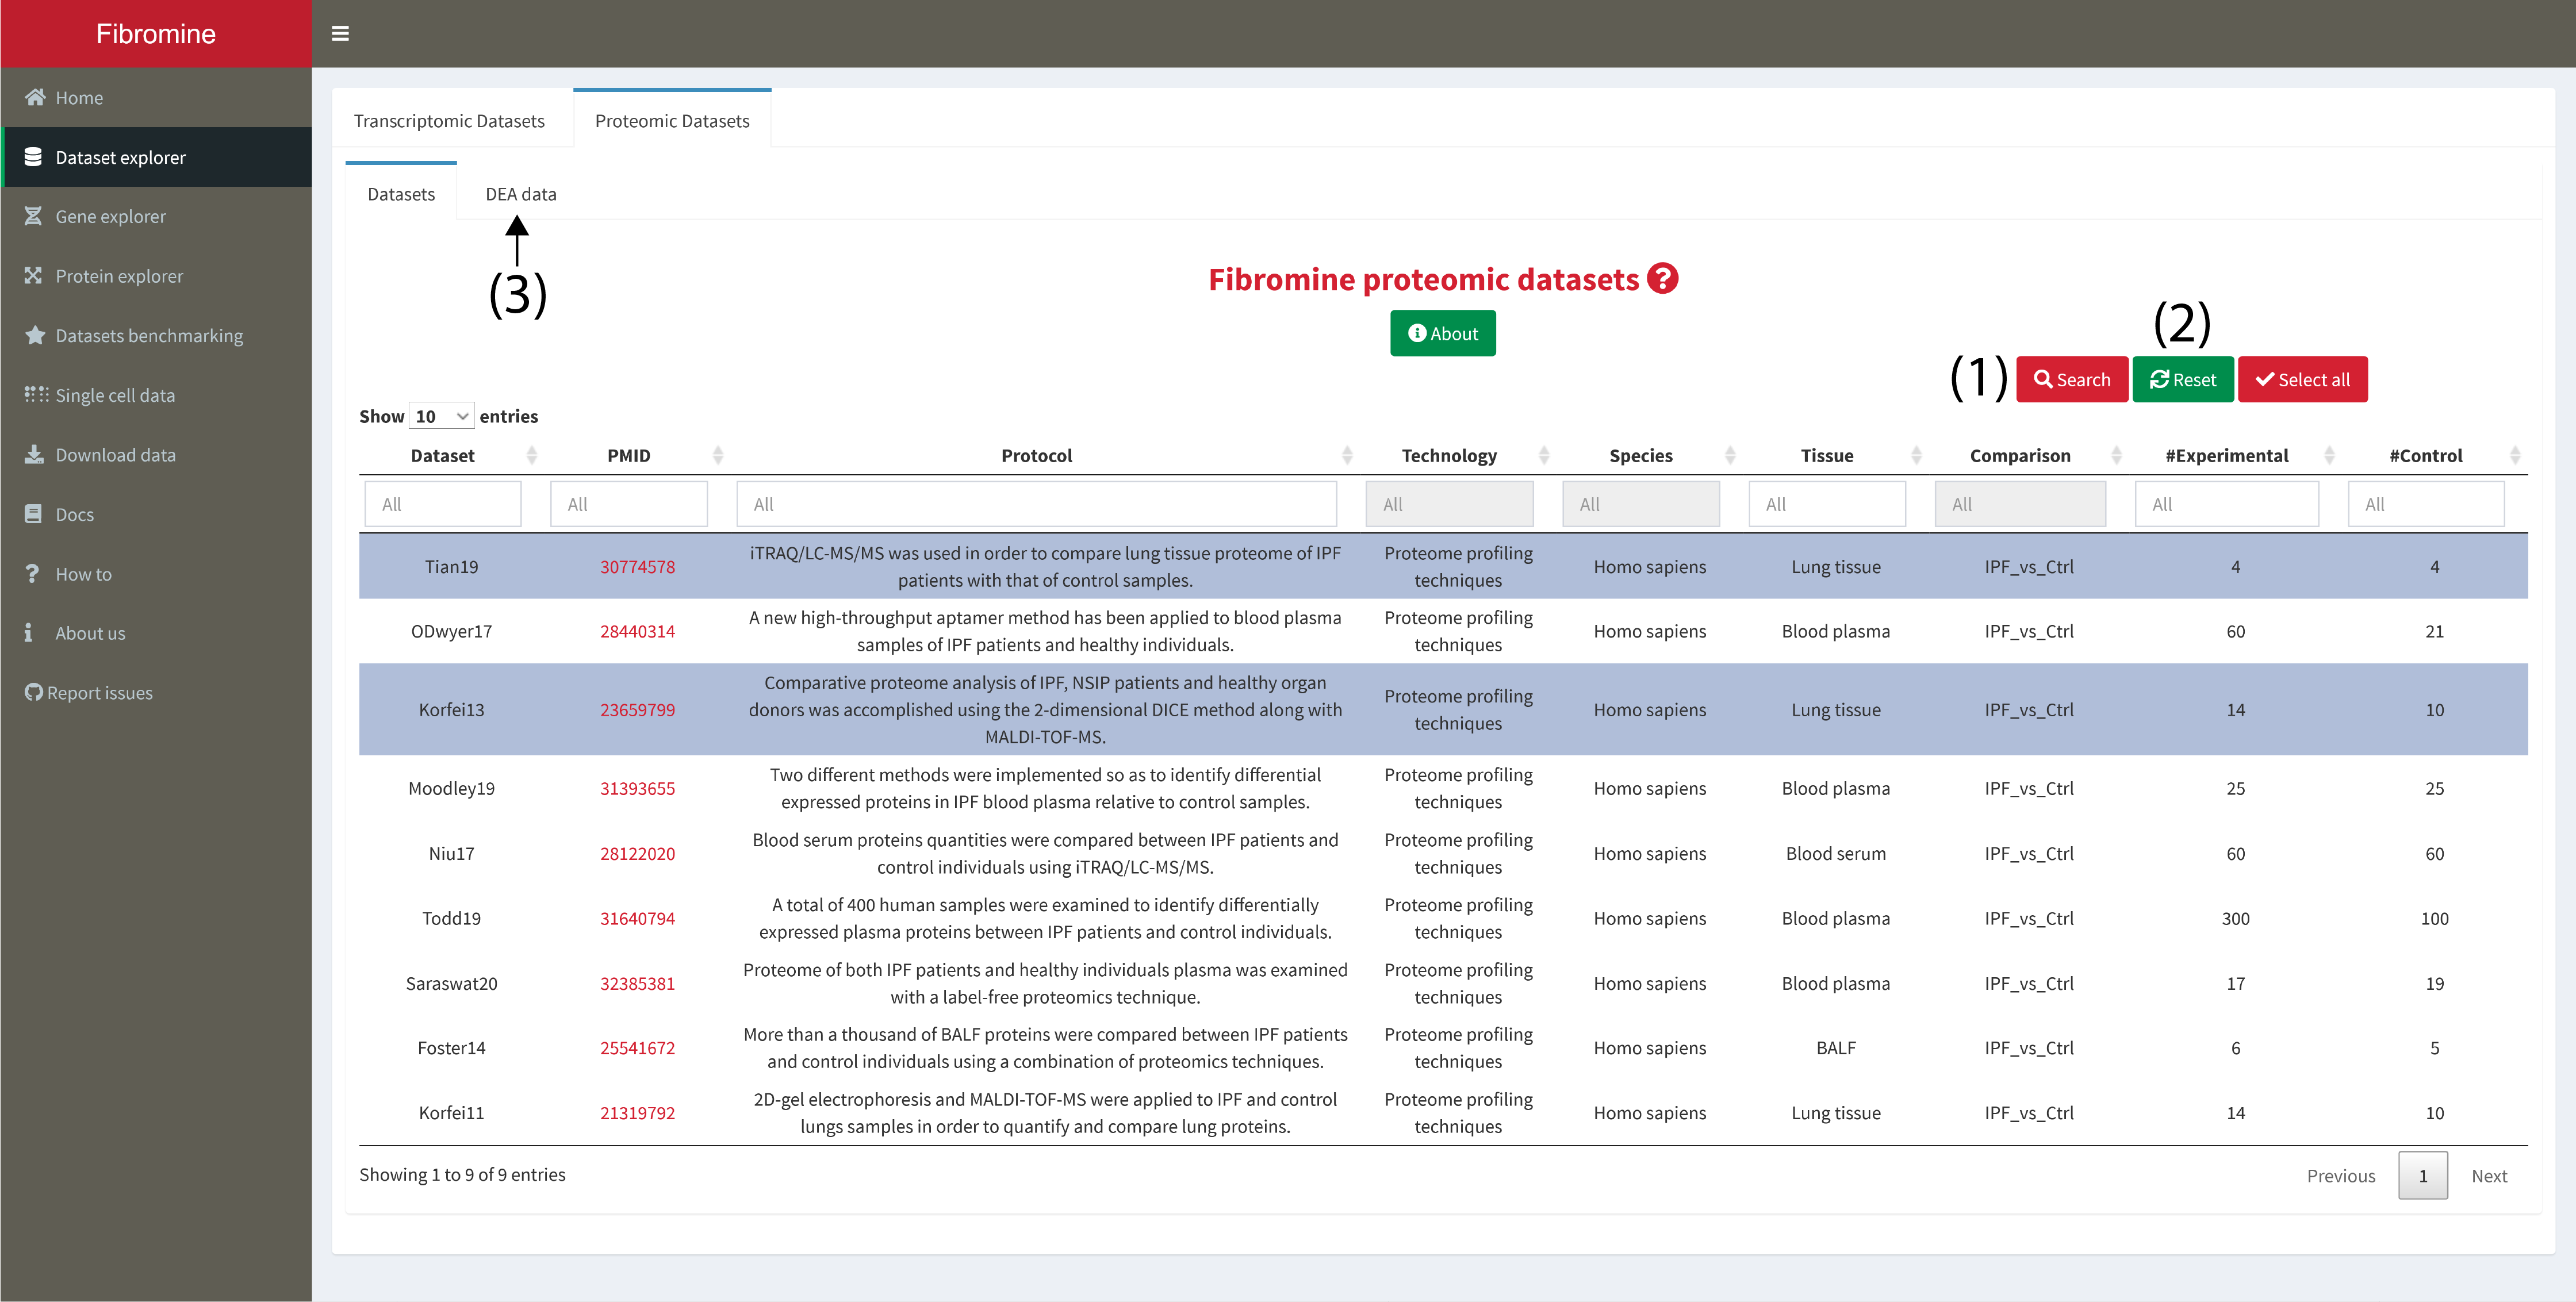 Fibromine
Home
Dataset explorer
Gene explorer
Protein explorer
Datasets benchmarking
Single cell data
Download data
Docs
How to
About us
Report issues
Transcriptomic Datasets Proteomic Datasets
Datasets DEA data
(3)
Fibromine proteomic datasets
About
(2)
(1) Search Reset Select all
Show 10 entries
Dataset PMID Protocol Technology Species Tissue Comparison #Experimental #Control
All All All All All All All All All
Tian19 30774578 iTRAQ/LC-MS/MS was used in order to compare lung tissue proteome of IPF Proteome profiling Homo sapiens Lung tissue IPF_vs_Ctrl 4 4
patients with that of control samples. techniques
ODwyer17 28440314 A new high-throughput aptamer method has been applied to blood plasma Proteome profiling Homo sapiens Blood plasma IPF_vs_Ctrl 60 21
samples of IPF patients and healthy individuals. techniques
Comparative proteome analysis of IPF, NSIP patients and healthy organ
Korfei13 23659799 donors was accomplished using the 2-dimensional DICE method along with Proteome profiling techniques Homo sapiens Lung tissue IPF_vs_Ctrl 14 10
MALDI-TOF-MS.
Moodley19 31393655 Two different methods were implemented so as to identify differential Proteome profiling Homo sapiens Blood plasma IPF_vs_Ctrl 25 25
expressed proteins in IPF blood plasma relative to control samples. techniques
Niu17 28122020 Blood serum proteins quantities were compared between IPF patients and Proteome profiling Homo sapiens Blood serum IPF_vs_Ctrl 60 60
control individuals using iTRAQ/LC-MS/MS. techniques
Todd19 31640794 A total of 400 human samples were examined to identify differentially Proteome profiling Homo sapiens Blood plasma IPF_vs_Ctrl 300 100
expressed plasma proteins between IPF patients and control individuals. techniques
Saraswat20 32385381 Proteome of both IPF patients and healthy individuals plasma was examined Proteome profiling Homo sapiens Blood plasma IPF_vs_Ctrl 17 19
with a label-free proteomics technique. techniques
Foster14 25541672 More than a thousand of BALF proteins were compared between IPF patients Proteome profiling Homo sapiens BALF IPF_vs_Ctrl 6 5
and control individuals using a combination of proteomics techniques. techniques
Korfei11 21319792 2D-gel electrophoresis and MALDI-TOF-MS were applied to IPF and control Proteome profiling Homo sapiens Lung tissue IPF_vs_Ctrl 14 10
lungs samples in order to quantify and compare lung proteins. techniques
Showing 1 to 9 of 9 entries Previous 1 Next